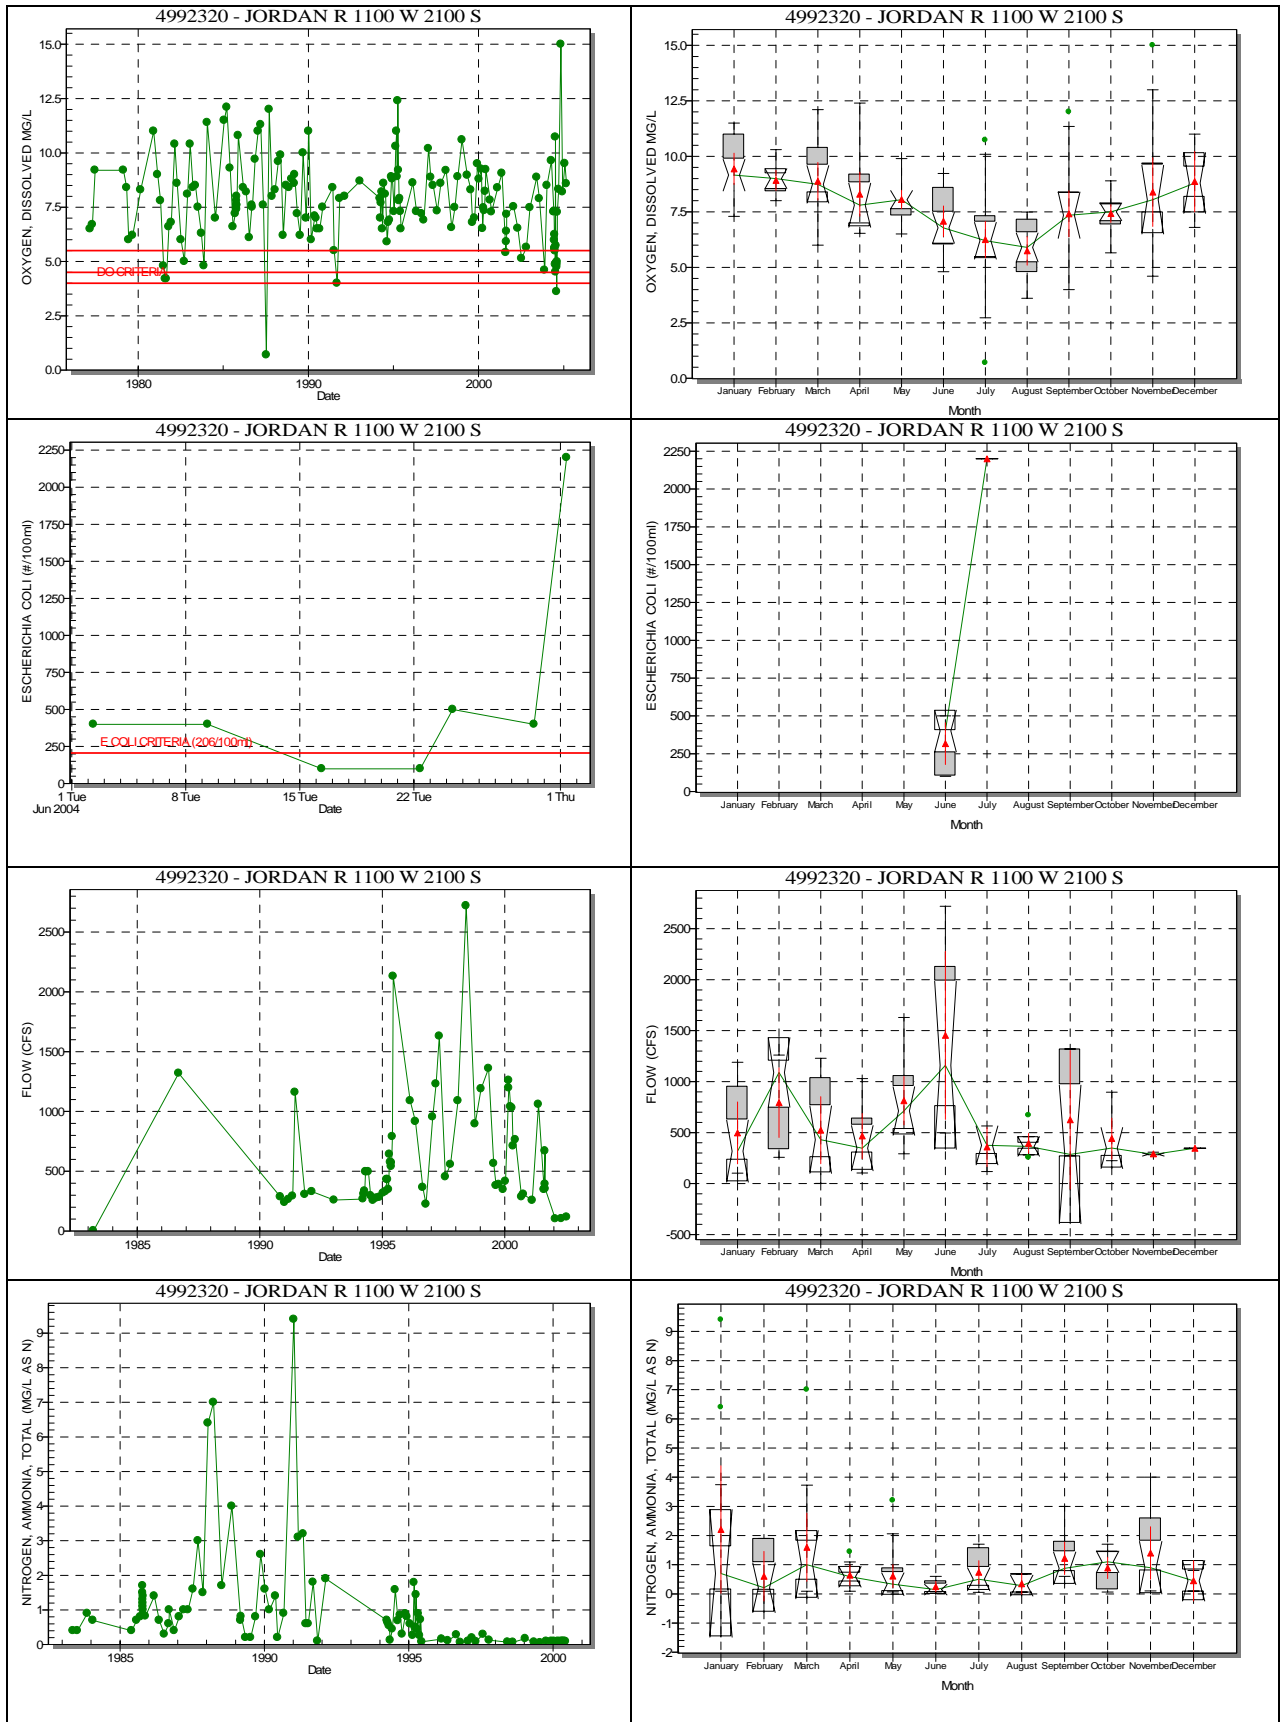 4992320 - JORDAN R 1100 W 2100 S
OXYGEN, DISSOLVED MG/L
15.0
12.5
10.0
7.5
5.0
2.5
0.0
DO CRITERIA
1980 1990 2000
Date
4992320 - JORDAN R 1100 W 2100 S
OXYGEN, DISSOLVED MG/L
15.0
12.5
10.0
7.5
5.0
2.5
0.0
January February March April May June July August September October November December
Month
4992320 - JORDAN R 1100 W 2100 S
ESCHERICHIA COLI (#/100ml)
2250
2000
1750
1500
1250
1000
750
500
250
0
E COLI CRITERIA (206/100ml)
1 Tue 8 Tue 15 Tue 22 Tue 1 Thu
Jun 2004
Date
4992320 - JORDAN R 1100 W 2100 S
ESCHERICHIA COLI (#/100ml)
2250
2000
1750
1500
1250
1000
750
500
250
0
January February March April May June July August September October November December
Month
4992320 - JORDAN R 1100 W 2100 S
FLOW (CFS)
2500
2000
1500
1000
500
0
1985 1990 1995 2000
Date
4992320 - JORDAN R 1100 W 2100 S
FLOW (CFS)
2500
2000
1500
1000
500
0
-500
January February March April May June July August September October November December
Month
4992320 - JORDAN R 1100 W 2100 S
NITROGEN, AMMONIA, TOTAL (MG/L AS N)
9
8
7
6
5
4
3
2
1
0
1985 1990 1995 2000
Date
4992320 - JORDAN R 1100 W 2100 S
NITROGEN, AMMONIA, TOTAL (MG/L AS N)
9
8
7
6
5
4
3
2
1
0
-1
-2
January February March April May June July August September October November December
Month